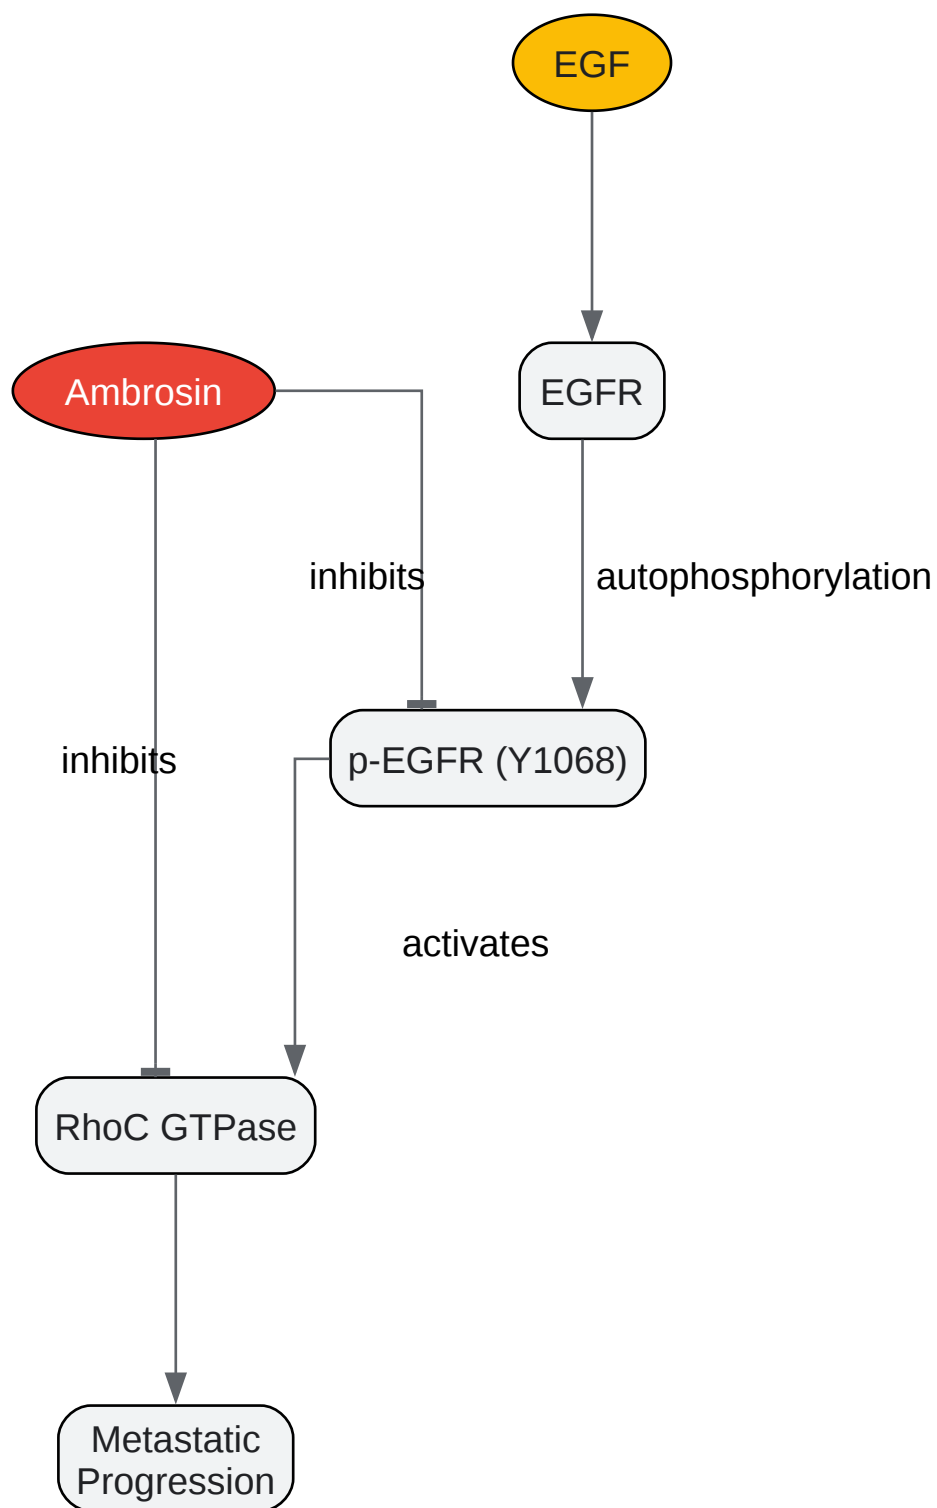 EGF
Ambrosin
EGFR
inhibits
autophosphorylation
inhibits
p-EGFR (Y1068)
activates
RhoC GTPase
Metastatic
Progression